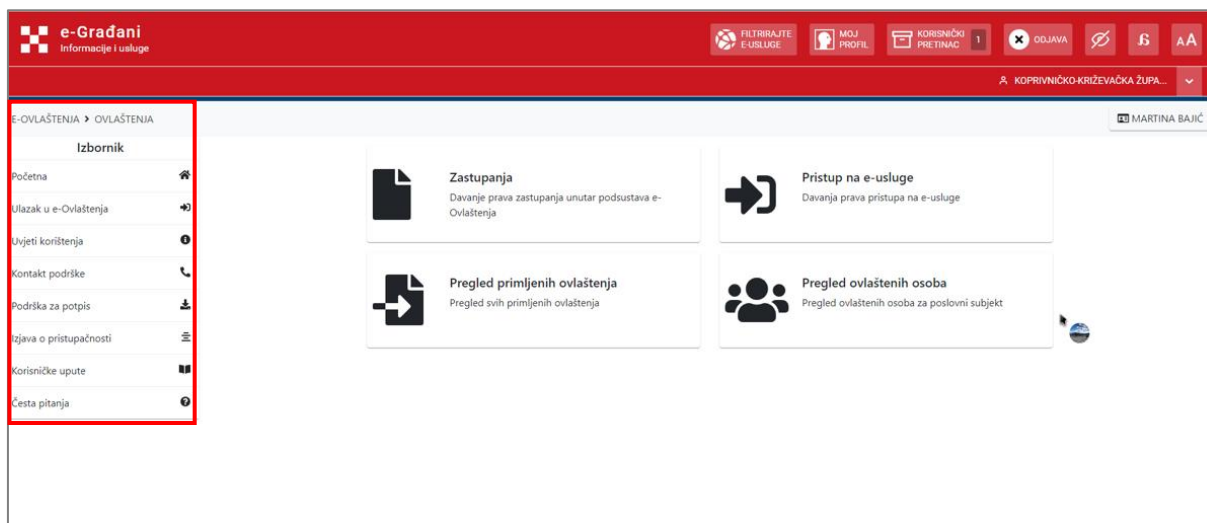 e-Građani
Informacije i usluge
FILTRIRAJTE
E-USLUGE
MOJ
PROFIL
KORISNIČKI
PRETINAC
1
ODJAVA
AA
KOPRIVNIČKO-KRIŽEVAČKA ŽUPA...
E-OVLAŠTENJA > OVLAŠTENJA
MARTINA BAJIĆ
Izbornik
Početna
Ulazak u e-Ovlaštenja
Uvjeti korištenja
Kontakt podrške
Podrška za potpis
Izjava o pristupačnosti
Korisničke upute
Česta pitanja
Zastupanja
Davanje prava zastupanja unutar podsustava e-
Ovlaštenja
Pristup na e-usluge
Davanja prava pristupa na e-usluge
Pregled primljenih ovlaštenja
Pregled svih primljenih ovlaštenja
Pregled ovlaštenih osoba
Pregled ovlaštenih osoba za poslovni subjekt